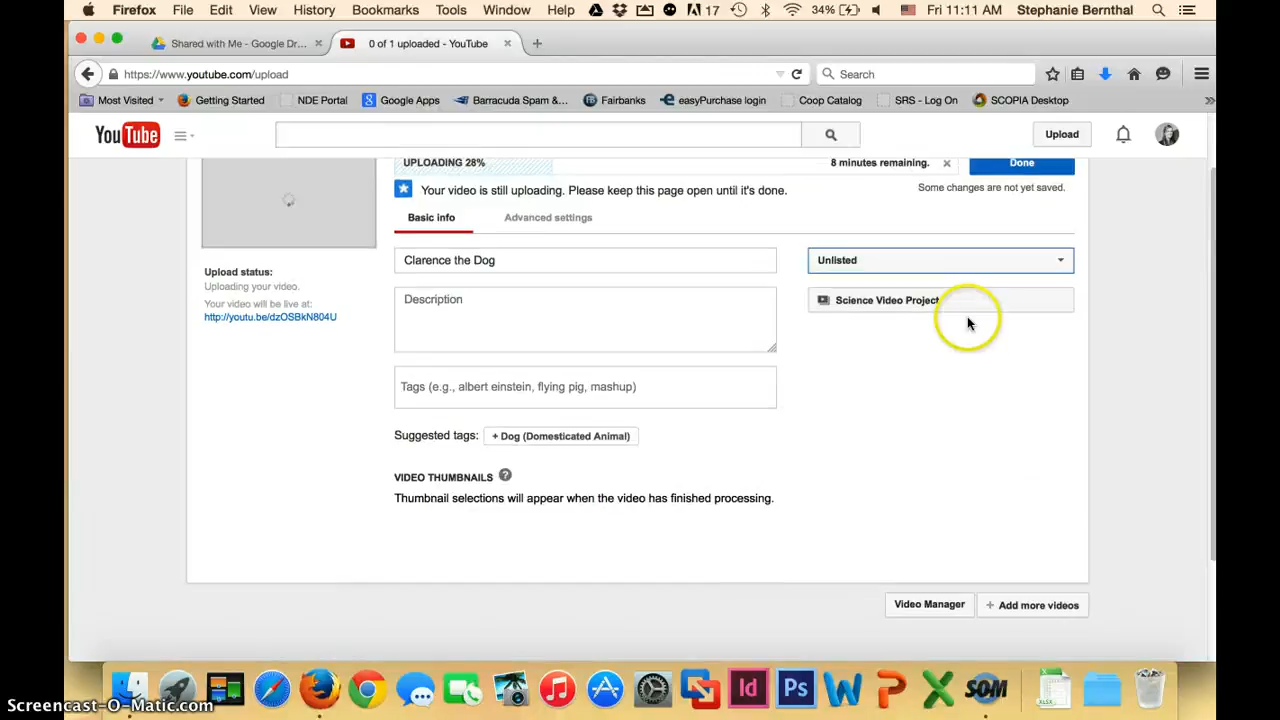 Firefox File Edit View History Bookmarks Tools Window Help 17 34% Fri 11:11 AM Stephanie Bernthal
Shared with Me - Google Dr... × 0 of 1 uploaded - YouTube × +
https://www.youtube.com/upload Search
Most Visited Getting Started NDE Portal Google Apps Barracuda Spam &... Fairbanks easyPurchase login Coop Catalog SRS - Log On SCOPIA Desktop »
YouTube Upload
UPLOADING 28% 8 minutes remaining. × Done
Your video is still uploading. Please keep this page open until it's done. Some changes are not yet saved.
Basic info Advanced settings
Clarence the Dog Unlisted
Upload status:
Uploading your video.
Your video will be live at:
http://youtu.be/dzOSBkN804U
Description Science Video Project
Tags (e.g., albert einstein, flying pig, mashup)
Suggested tags: + Dog (Domesticated Animal)
VIDEO THUMBNAILS ?
Thumbnail selections will appear when the video has finished processing.
Video Manager + Add more videos
Id Ps W P X SOM XLSX
Screencast-O-Matic.com